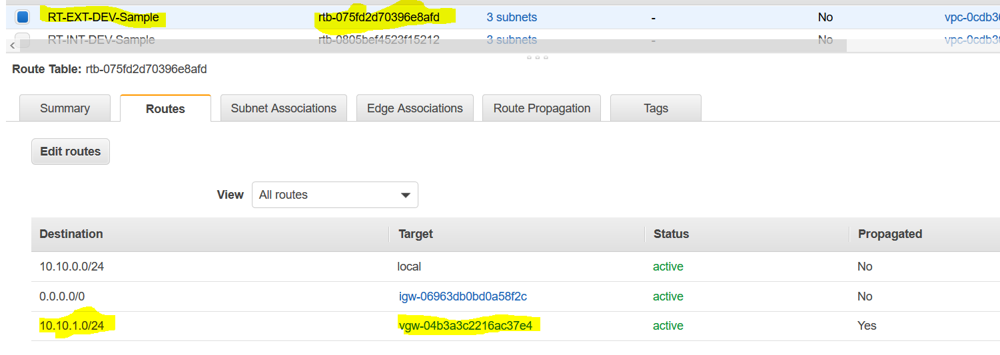 RT-EXT-DEV-Sample rtb-075fd2d70396e8afd 3 subnets - No vpc-0cdb3
RT-INT-DEV-Sample rtb-0805bef4523f15212 3 subnets - No vpc-0cdb3
Route Table: rtb-075fd2d70396e8afd
Summary Routes Subnet Associations Edge Associations Route Propagation Tags
Edit routes
View All routes
Destination Target Status Propagated
10.10.0.0/24 local active No
0.0.0.0/0 igw-06963db0bd0a58f2c active No
10.10.1.0/24 vgw-04b3a3c2216ac37e4 active Yes